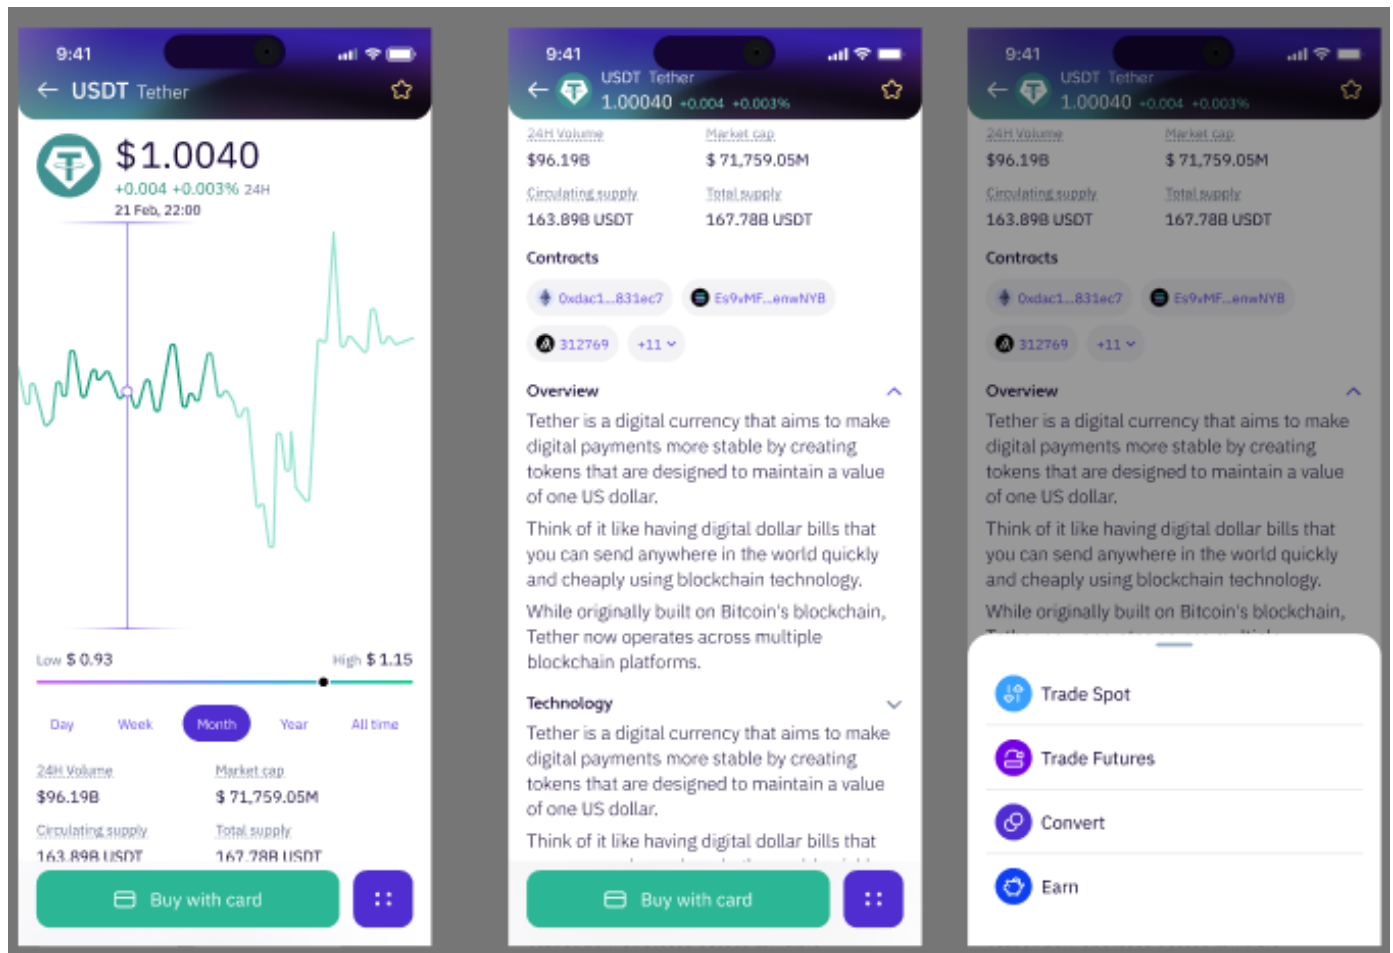 9:41
USDT Tether
$1.0040
+0.004 +0.003% 24H
21 Feb, 22:00
Low $ 0.93
High $ 1.15
Day Week Month Year All time
24H Volume Market cap
$96.19B $ 71,759.05M
Circulating supply Total supply
163.89B USDT 167.78B USDT
Buy with card
9:41
USDT Tether
1.00040 +0.004 +0.003%
24H Volume Market cap
$96.19B $ 71,759.05M
Circulating supply Total supply
163.89B USDT 167.78B USDT
Contracts
0xdac1...831ec7 Es9vMF...enwNYB
312769 +11
Overview
Tether is a digital currency that aims to make
digital payments more stable by creating
tokens that are designed to maintain a value
of one US dollar.
Think of it like having digital dollar bills that
you can send anywhere in the world quickly
and cheaply using blockchain technology.
While originally built on Bitcoin's blockchain,
Tether now operates across multiple
blockchain platforms.
Technology
Tether is a digital currency that aims to make
digital payments more stable by creating
tokens that are designed to maintain a value
of one US dollar.
Think of it like having digital dollar bills that
Buy with card
9:41
USDT Tether
1.00040 +0.004 +0.003%
24H Volume Market cap
$96.19B $ 71,759.05M
Circulating supply Total supply
163.89B USDT 167.78B USDT
Contracts
0xdac1...831ec7 Es9vMF...enwNYB
312769 +11
Overview
Tether is a digital currency that aims to make
digital payments more stable by creating
tokens that are designed to maintain a value
of one US dollar.
Think of it like having digital dollar bills that
you can send anywhere in the world quickly
and cheaply using blockchain technology.
While originally built on Bitcoin's blockchain,
Trade Spot
Trade Futures
Convert
Earn